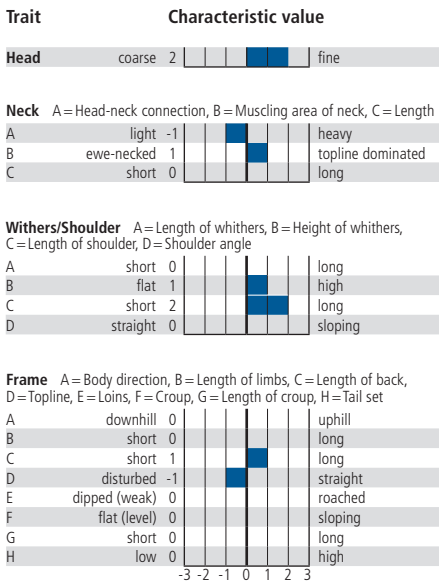 Trait Characteristic value
Head coarse 2 fine
Neck A = Head-neck connection, B = Muscling area of neck, C = Length
A light -1 heavy
B ewe-necked 1 topline dominated
C short 0 long
Withers/Shoulder A = Length of whithers, B = Height of whithers,
C = Length of shoulder, D = Shoulder angle
A short 0 long
B flat 1 high
C short 2 long
D straight 0 sloping
Frame A = Body direction, B = Length of limbs, C = Length of back,
D = Topline, E = Loins, F = Croup, G = Length of croup, H = Tail set
A downhill 0 uphill
B short 0 long
C short 1 long
D disturbed -1 straight
E dipped (weak) 0 roached
F flat (level) 0 sloping
G short 0 long
H low 0 high
-3 -2 -1 0 1 2 3